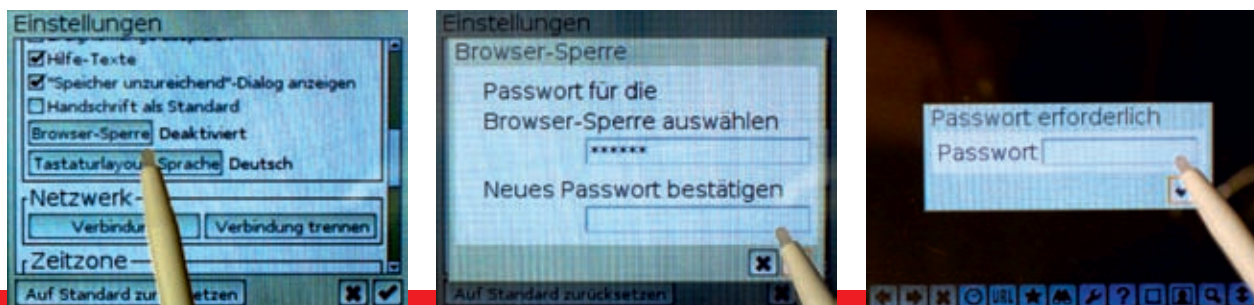 Einstellungen
Hilfe-Texte
"Speicher unzureichend"-Dialog anzeigen
Handschrift als Standard
Browser-Sperre Deaktiviert
Sprache Deutsch
Netzwerk
Verbindung trennen
Zeitzone
Auf Standard
Einstellungen
Browser-Sperre
Passwort für die
Browser-Sperre auswählen
******
Neues Passwort bestätigen
Auf Standard zurücksetzen
Passwort erforderlich
Passwort
URL
?